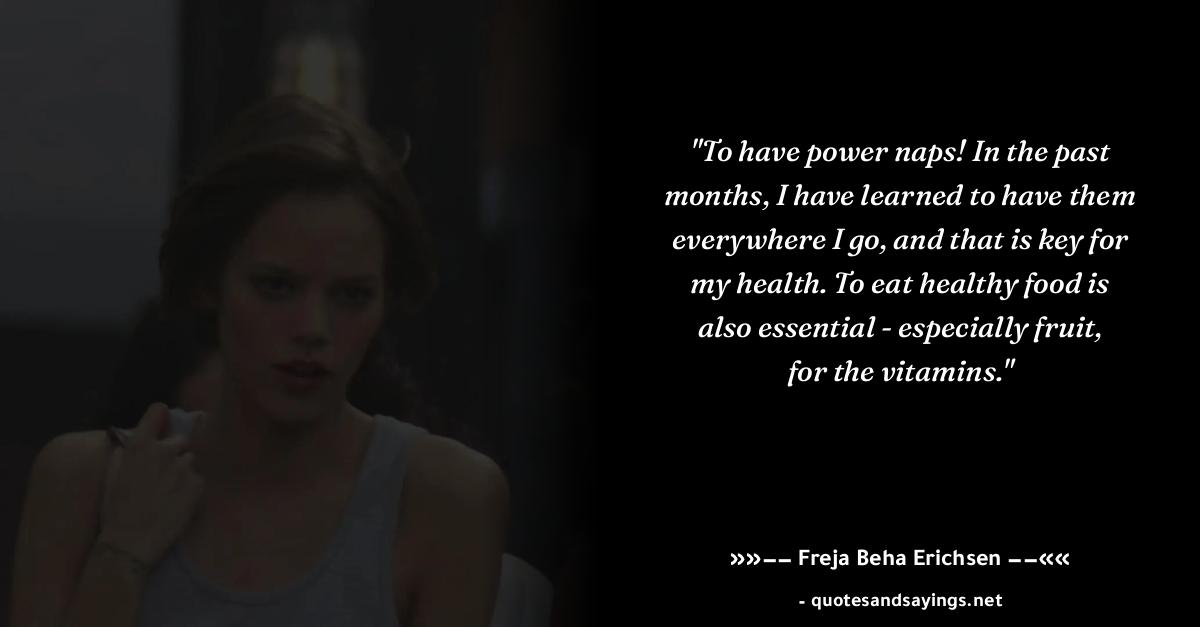 "To have power naps! In the past
months, I have learned to have them
everywhere I go, and that is key for
my health. To eat healthy food is
also essential - especially fruit,
for the vitamins."
»»–– Freja Beha Erichsen ––««
- quotesandsayings.net